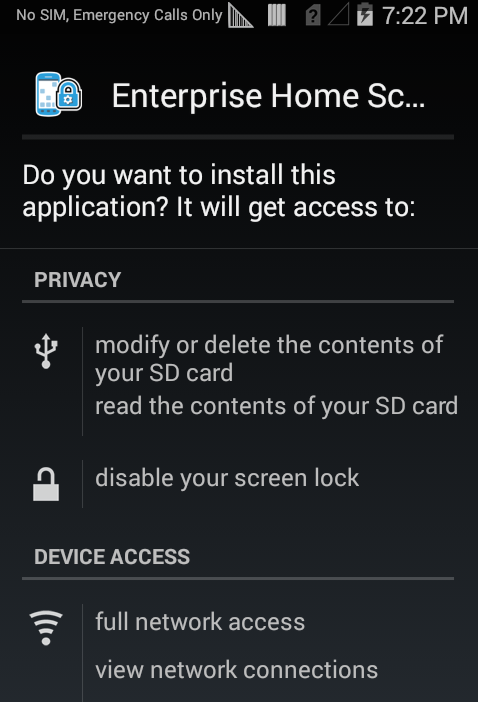 No SIM, Emergency Calls Only
7:22 PM
Enterprise Home Sc...
Do you want to install this
application? It will get access to:
PRIVACY
modify or delete the contents of
your SD card
read the contents of your SD card
disable your screen lock
DEVICE ACCESS
full network access
view network connections